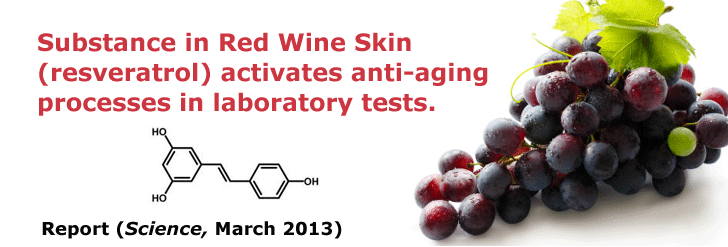 Substance in Red Wine Skin
(resveratrol) activates anti-aging
processes in laboratory tests.
HO
OH
HO
Report (Science, March 2013)